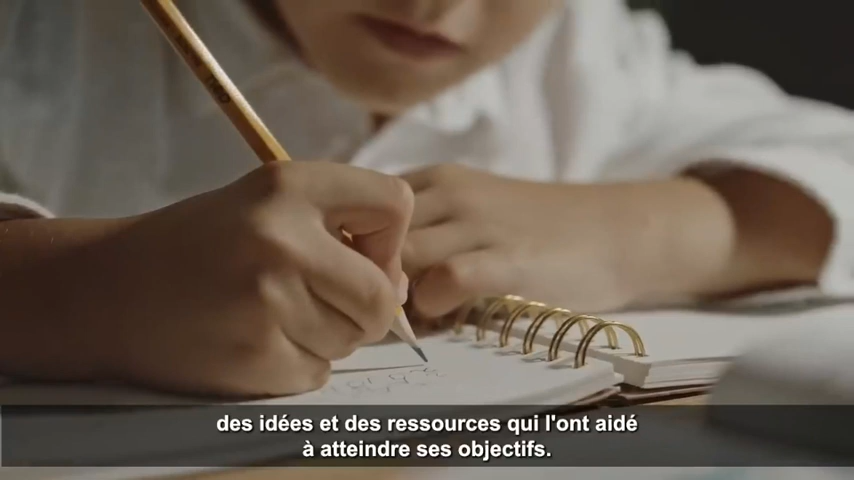 des idées et des ressources qui l'ont aidé
à atteindre ses objectifs.